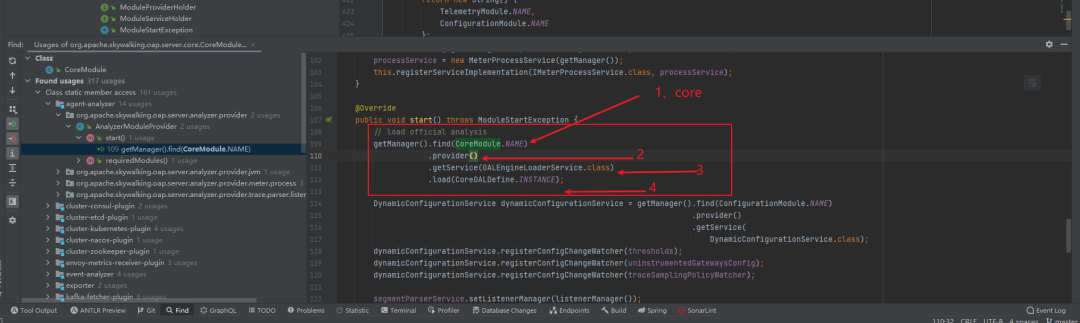 ModuleProviderHolder
ModuleServiceHolder
ModuleStartException
422
TelemetryModule.NAME,
424 ConfigurationModule.NAME
};
Find: Usages of org.apache.skywalking.oap.server.core.CoreModule...
Class
CoreModule
Found usages 317 usages
Class static member access 181 usages
agent-analyzer 14 usages
org.apache.skywalking.oap.server.analyzer.provider 2 usages
AnalyzerModuleProvider 2 usages
start() 1 usage
109 getManager().find(CoreModule.NAME)
requiredModules() 1 usage
org.apache.skywalking.oap.server.analyzer.provider.jvm 1 usage
org.apache.skywalking.oap.server.analyzer.provider.meter.process
org.apache.skywalking.oap.server.analyzer.provider.trace.parser.lister
cluster-consul-plugin 2 usages
cluster-etcd-plugin 1 usage
cluster-kubernetes-plugin 4 usages
cluster-nacos-plugin 1 usage
cluster-zookeeper-plugin 1 usage
envoy-metrics-receiver-plugin 3 usages
event-analyzer 4 usages
exporter 2 usages
kafka-fetcher-plugin
102 processService = new MeterProcessService(getManager());
103 this.registerServiceImplementation(IMeterProcessService.class, processService);
104 }
105
106 @Override
107 public void start() throws ModuleStartException {
108 // load official analysis
109 getManager().find(CoreModule.NAME)
110 .provider()
111 .getService(OALEngineLoaderService.class)
112 .load(CoreOALDefine.INSTANCE);
113
114 DynamicConfigurationService dynamicConfigurationService = getManager().find(ConfigurationModule.NAME)
115 .provider()
116 .getService(
117 DynamicConfigurationService.class);
118 dynamicConfigurationService.registerConfigChangeWatcher(thresholds);
119 dynamicConfigurationService.registerConfigChangeWatcher(uninstrumentedGatewaysConfig);
120 dynamicConfigurationService.registerConfigChangeWatcher(traceSamplingPolicyWatcher);
121
122 segmentParserService.setListenerManager(listenerManager());
1、core
2
3
4
Tool Output ANTLR Preview Git Find GraphQL TODO Problems Statistic Terminal Profiler Database Changes Endpoints Build Spring SonarLint Event Log
110:32 CRLF UTF-8 4 spaces master